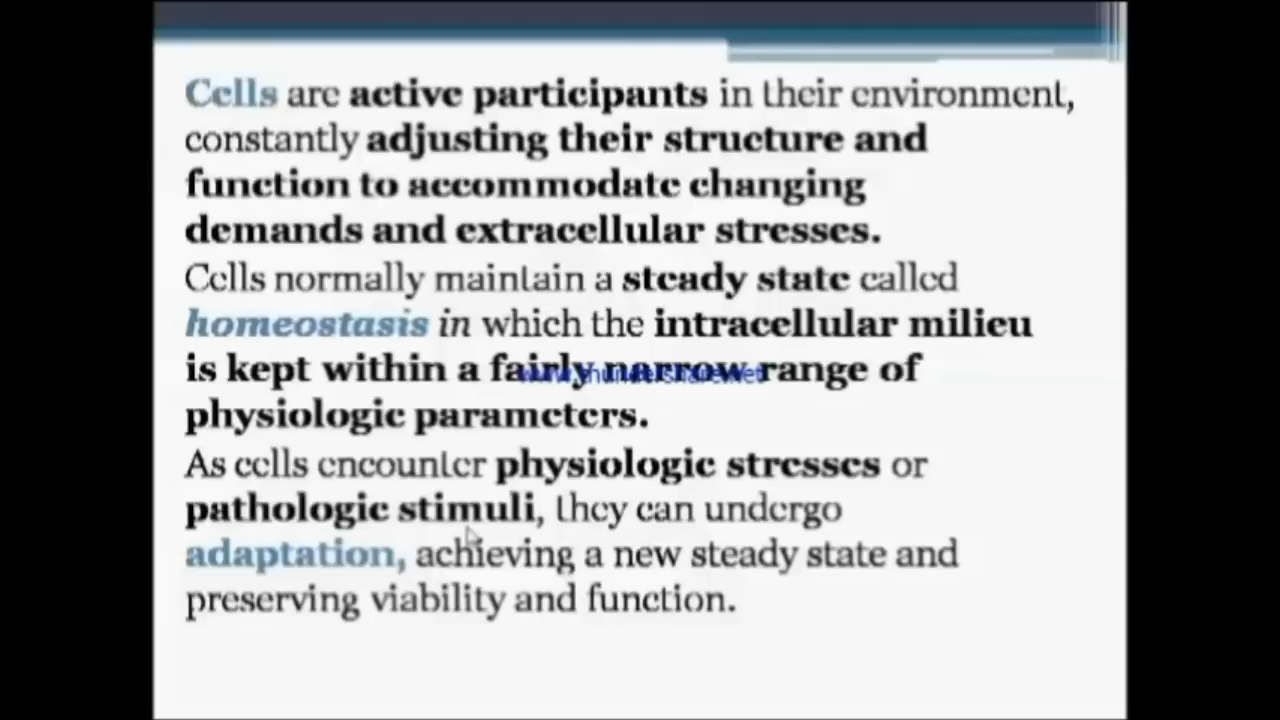 Cells are active participants in their environment,
constantly adjusting their structure and
function to accommodate changing
demands and extracellular stresses.
Cells normally maintain a steady state called
homeostasis in which the intracellular milieu
is kept within a fairly narrow range of
www.thundershare.net
physiologic parameters.
As cells encounter physiologic stresses or
pathologic stimuli, they can undergo
adaptation, achieving a new steady state and
preserving viability and function.